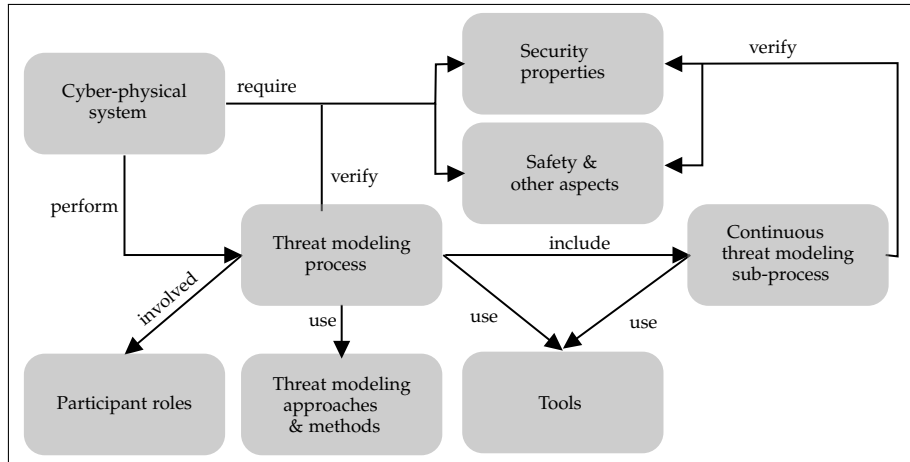 Cyber-physical
system
require
Security
properties
verify
Safety &
other aspects
verify
perform
Threat modeling
process
include
Continuous
threat modeling
sub-process
involved
use
use
use
Participant roles
Threat modeling
approaches
& methods
Tools